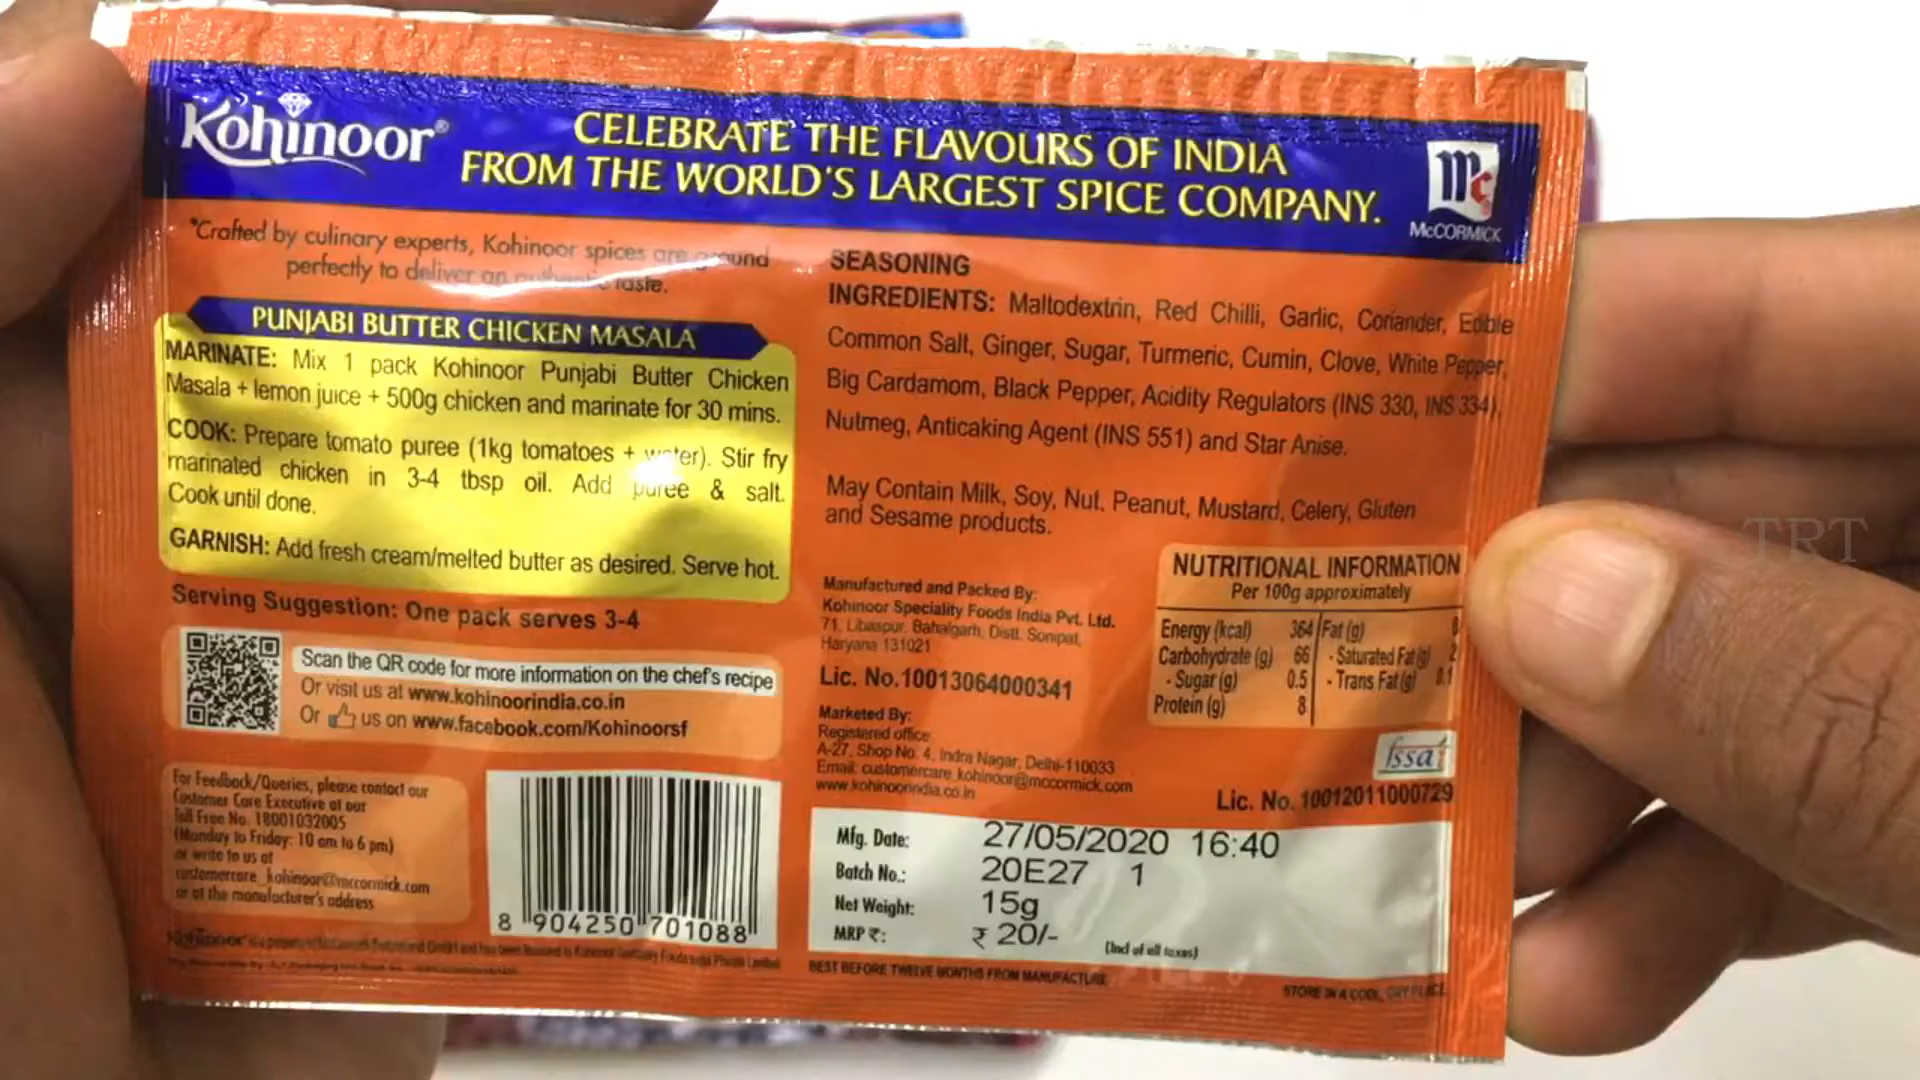 Kohinoor®
CELEBRATE THE FLAVOURS OF INDIA
FROM THE WORLD'S LARGEST SPICE COMPANY.
Mc
McCORMICK
"Crafted by culinary experts, Kohinoor spices are ground
perfectly to deliver an authentic taste.
PUNJABI BUTTER CHICKEN MASALA
MARINATE: Mix 1 pack Kohinoor Punjabi Butter Chicken
Masala + lemon juice + 500g chicken and marinate for 30 mins.
COOK: Prepare tomato puree (1kg tomatoes + water). Stir fry
marinated chicken in 3-4 tbsp oil. Add puree & salt.
Cook until done.
GARNISH: Add fresh cream/melted butter as desired. Serve hot.
Serving Suggestion: One pack serves 3-4
Scan the QR code for more information on the chef's recipe
Or visit us at www.kohinoorindia.co.in
Or us on www.facebook.com/Kohinoorsf
For Feedback/Queries, please contact our
Customer Care Executive at our
Toll Free No. 18001032005
(Monday to Friday: 10 am to 6 pm)
or write to us at
customercare_kohinoor@mccormick.com
or at the manufacturer's address
8 904250 701088
SEASONING
INGREDIENTS: Maltodextrin, Red Chilli, Garlic, Coriander, Edible
Common Salt, Ginger, Sugar, Turmeric, Cumin, Clove, White Pepper,
Big Cardamom, Black Pepper, Acidity Regulators (INS 330, INS 334),
Nutmeg, Anticaking Agent (INS 551) and Star Anise.
May Contain Milk, Soy, Nut, Peanut, Mustard, Celery, Gluten
and Sesame products.
Manufactured and Packed By:
Kohinoor Speciality Foods India Pvt. Ltd.
71, Libaspur, Bahalgarh, Distt. Sonipat,
Haryana 131021
Lic. No.10013064000341
Marketed By:
Registered office:
A-27, Shop No. 4, Indra Nagar, Delhi-110033
Email: customercare_kohinoor@mccormick.com
www.kohinoorindia.co.in
NUTRITIONAL INFORMATION
Per 100g approximately
Energy (kcal) 364 Fat (g)
Carbohydrate (g) 66 - Saturated Fat (g) 2
- Sugar (g) 0.5 - Trans Fat (g) 0.1
Protein (g) 8
fssai
Lic. No. 10012011000729
Mfg. Date: 27/05/2020 16:40
Batch No.: 20E27 1
Net Weight: 15g
MRP ₹: ₹ 20/- (Incl of all taxes)
BEST BEFORE TWELVE MONTHS FROM MANUFACTURE
STORE IN A COOL, DRY PLACE
TRT